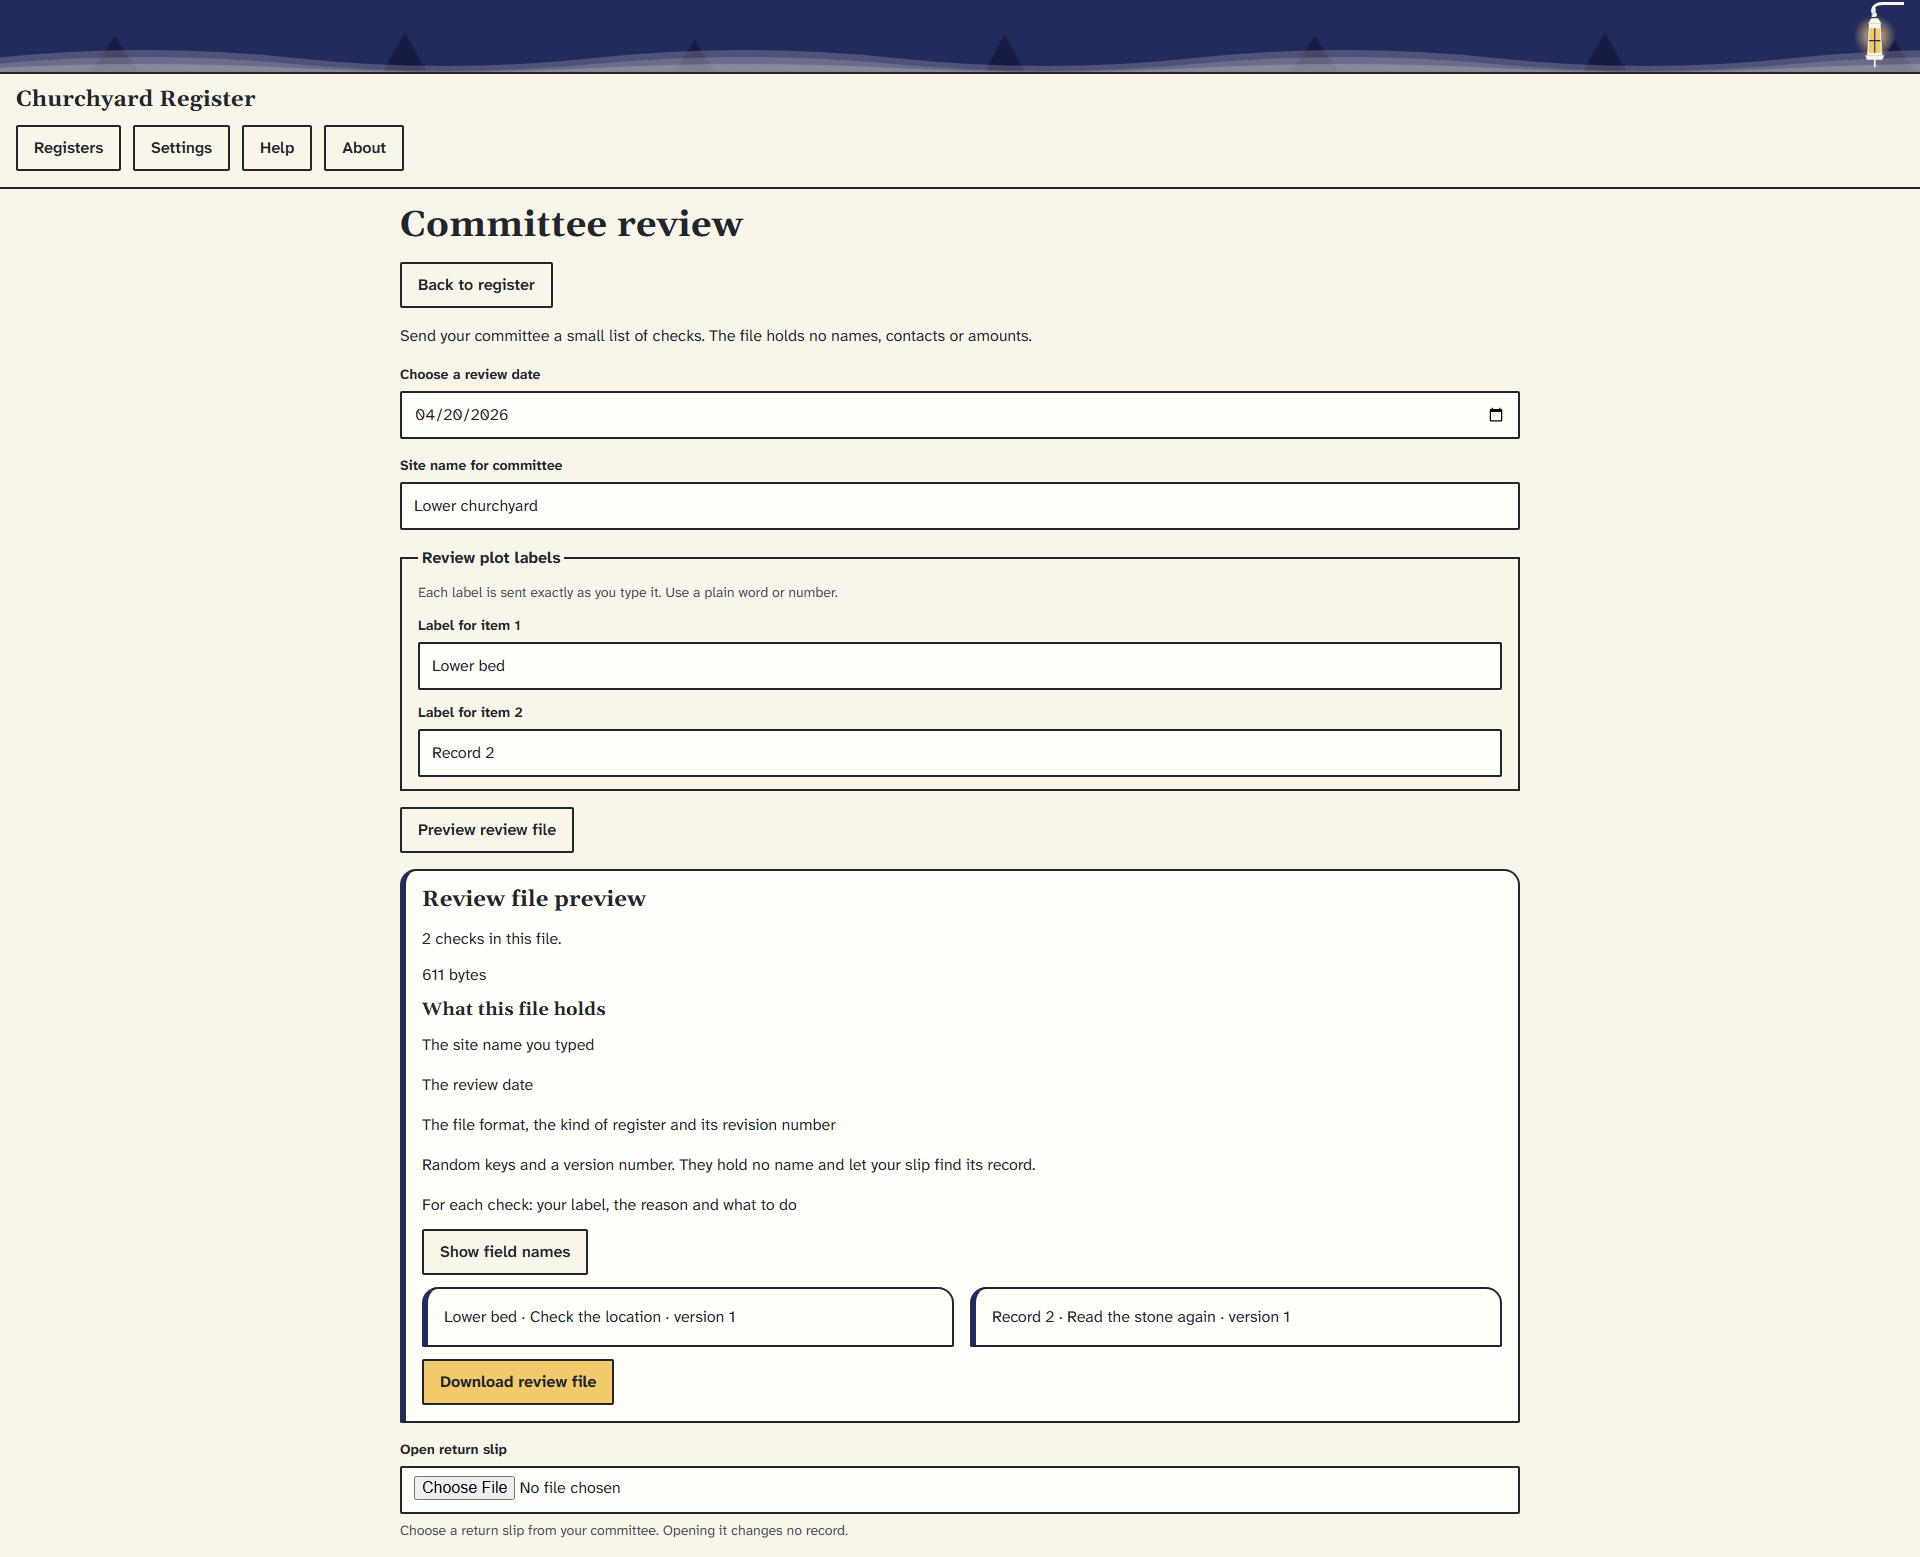 Churchyard Register
Registers Settings Help About
Committee review
Back to register
Send your committee a small list of checks. The file holds no names, contacts or amounts.
Choose a review date
04/20/2026
Site name for committee
Lower churchyard
Review plot labels
Each label is sent exactly as you type it. Use a plain word or number.
Label for item 1
Lower bed
Label for item 2
Record 2
Preview review file
Review file preview
2 checks in this file.
611 bytes
What this file holds
The site name you typed
The review date
The file format, the kind of register and its revision number
Random keys and a version number. They hold no name and let your slip find its record.
For each check: your label, the reason and what to do
Show field names
Lower bed · Check the location · version 1
Record 2 · Read the stone again · version 1
Download review file
Open return slip
Choose File No file chosen
Choose a return slip from your committee. Opening it changes no record.